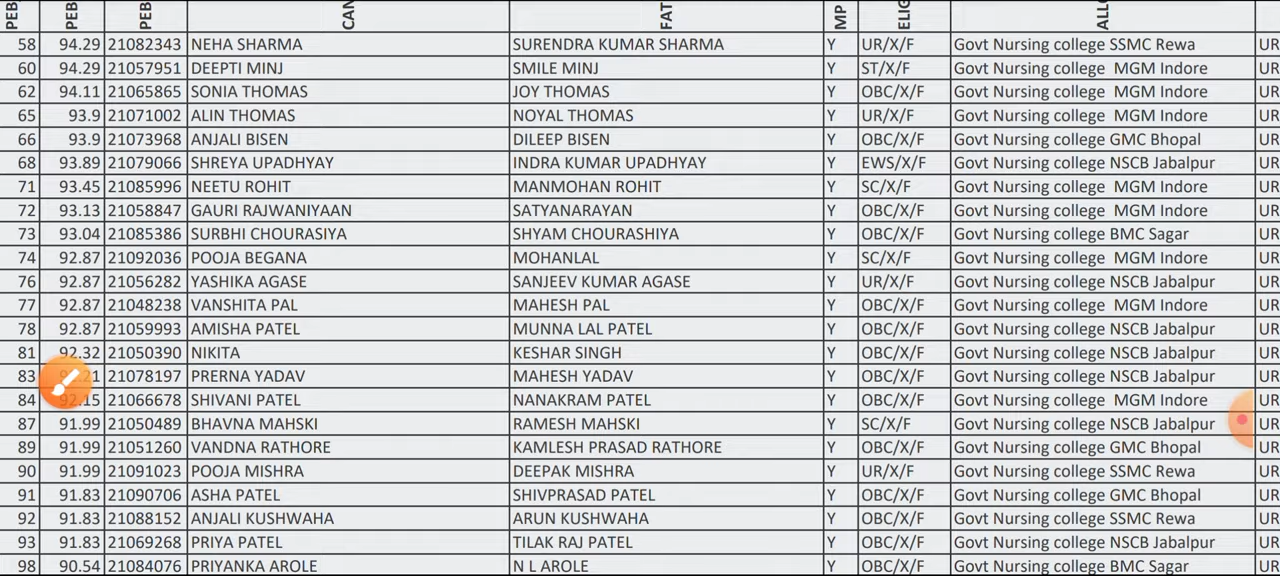 PEB PEB PEB CAN FAT MP ELIG ALLO
58 94.29 21082343 NEHA SHARMA SURENDRA KUMAR SHARMA Y UR/X/F Govt Nursing college SSMC Rewa UR
60 94.29 21057951 DEEPTI MINJ SMILE MINJ Y ST/X/F Govt Nursing college MGM Indore UR
62 94.11 21065865 SONIA THOMAS JOY THOMAS Y OBC/X/F Govt Nursing college MGM Indore UR
65 93.9 21071002 ALIN THOMAS NOYAL THOMAS Y UR/X/F Govt Nursing college MGM Indore UR
66 93.9 21073968 ANJALI BISEN DILEEP BISEN Y OBC/X/F Govt Nursing college GMC Bhopal UR
68 93.89 21079066 SHREYA UPADHYAY INDRA KUMAR UPADHYAY Y EWS/X/F Govt Nursing college NSCB Jabalpur UR
71 93.45 21085996 NEETU ROHIT MANMOHAN ROHIT Y SC/X/F Govt Nursing college MGM Indore UR
72 93.13 21058847 GAURI RAJWANIYAAN SATYANARAYAN Y OBC/X/F Govt Nursing college MGM Indore UR
73 93.04 21085386 SURBHI CHOURASIYA SHYAM CHOURASHIYA Y OBC/X/F Govt Nursing college BMC Sagar UR
74 92.87 21092036 POOJA BEGANA MOHANLAL Y SC/X/F Govt Nursing college MGM Indore UR
76 92.87 21056282 YASHIKA AGASE SANJEEV KUMAR AGASE Y UR/X/F Govt Nursing college NSCB Jabalpur UR
77 92.87 21048238 VANSHITA PAL MAHESH PAL Y OBC/X/F Govt Nursing college MGM Indore UR
78 92.87 21059993 AMISHA PATEL MUNNA LAL PATEL Y OBC/X/F Govt Nursing college NSCB Jabalpur UR
81 92.32 21050390 NIKITA KESHAR SINGH Y OBC/X/F Govt Nursing college NSCB Jabalpur UR
83 21078197 PRERNA YADAV MAHESH YADAV Y OBC/X/F Govt Nursing college NSCB Jabalpur UR
84 92.15 21066678 SHIVANI PATEL NANAKRAM PATEL Y OBC/X/F Govt Nursing college MGM Indore UR
87 91.99 21050489 BHAVNA MAHSKI RAMESH MAHSKI Y SC/X/F Govt Nursing college NSCB Jabalpur UR
89 91.99 21051260 VANDNA RATHORE KAMLESH PRASAD RATHORE Y OBC/X/F Govt Nursing college GMC Bhopal UR
90 91.99 21091023 POOJA MISHRA DEEPAK MISHRA Y UR/X/F Govt Nursing college SSMC Rewa UR
91 91.83 21090706 ASHA PATEL SHIVPRASAD PATEL Y OBC/X/F Govt Nursing college GMC Bhopal UR
92 91.83 21088152 ANJALI KUSHWAHA ARUN KUSHWAHA Y OBC/X/F Govt Nursing college SSMC Rewa UR
93 91.83 21069268 PRIYA PATEL TILAK RAJ PATEL Y OBC/X/F Govt Nursing college NSCB Jabalpur UR
98 90.54 21084076 PRIYANKA AROLE N L AROLE Y OBC/X/F Govt Nursing college BMC Sagar UR